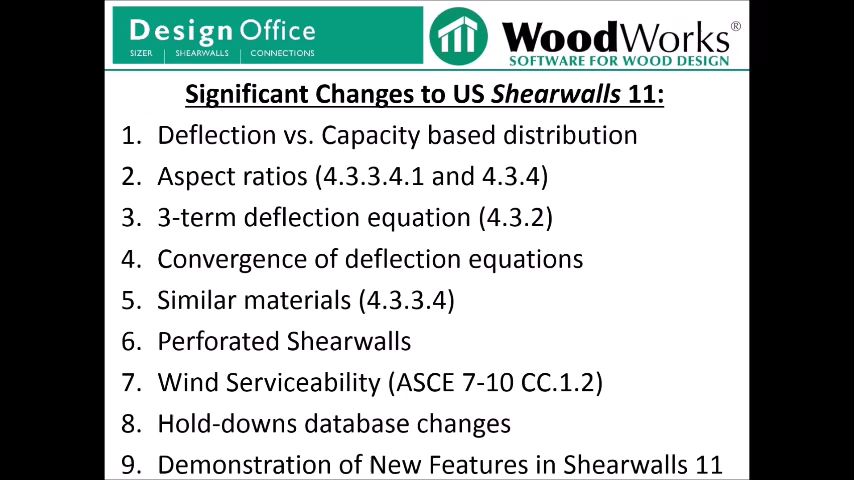 Design Office
SIZER | SHEARWALLS | CONNECTIONS
WoodWorks®
SOFTWARE FOR WOOD DESIGN
Significant Changes to US Shearwalls 11:
1. Deflection vs. Capacity based distribution
2. Aspect ratios (4.3.3.4.1 and 4.3.4)
3. 3-term deflection equation (4.3.2)
4. Convergence of deflection equations
5. Similar materials (4.3.3.4)
6. Perforated Shearwalls
7. Wind Serviceability (ASCE 7-10 CC.1.2)
8. Hold-downs database changes
9. Demonstration of New Features in Shearwalls 11